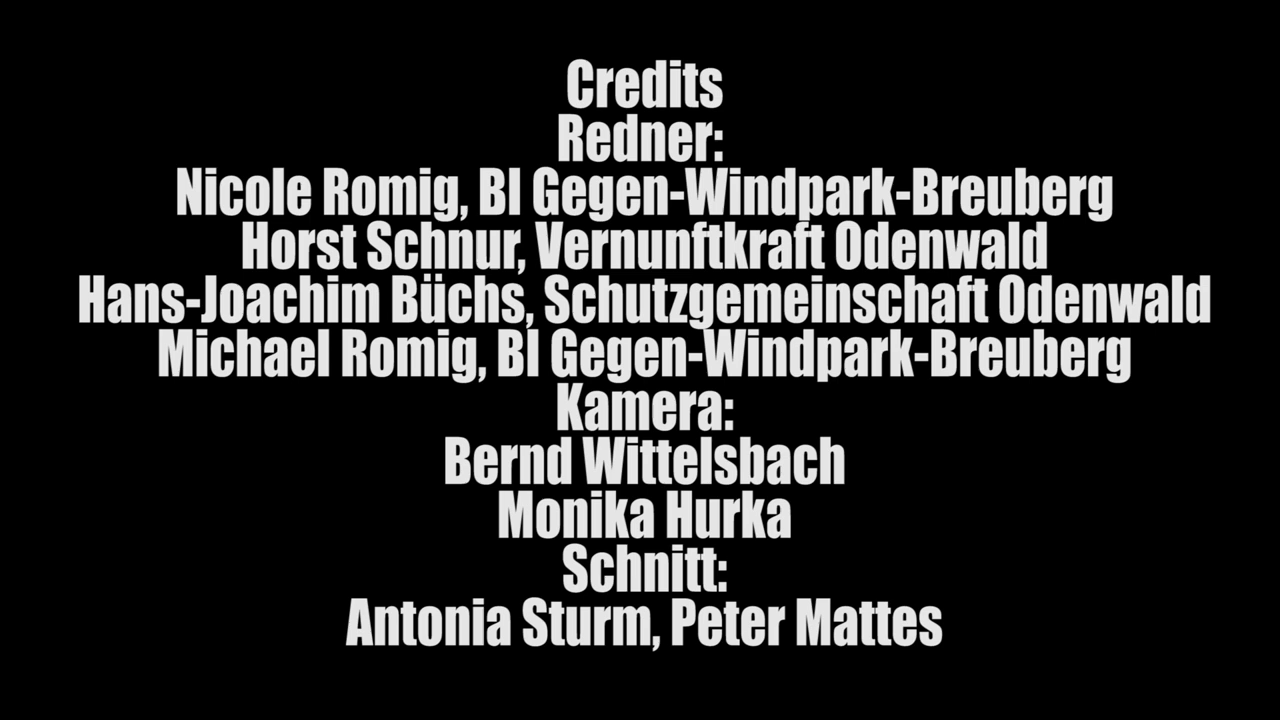 Credits
Redner:
Nicole Romig, BI Gegen-Windpark-Breuberg
Horst Schnur, Vernunftkraft Odenwald
Hans-Joachim Büchs, Schutzgemeinschaft Odenwald
Michael Romig, BI Gegen-Windpark-Breuberg
Kamera:
Bernd Wittelsbach
Monika Hurka
Schnitt:
Antonia Sturm, Peter Mattes